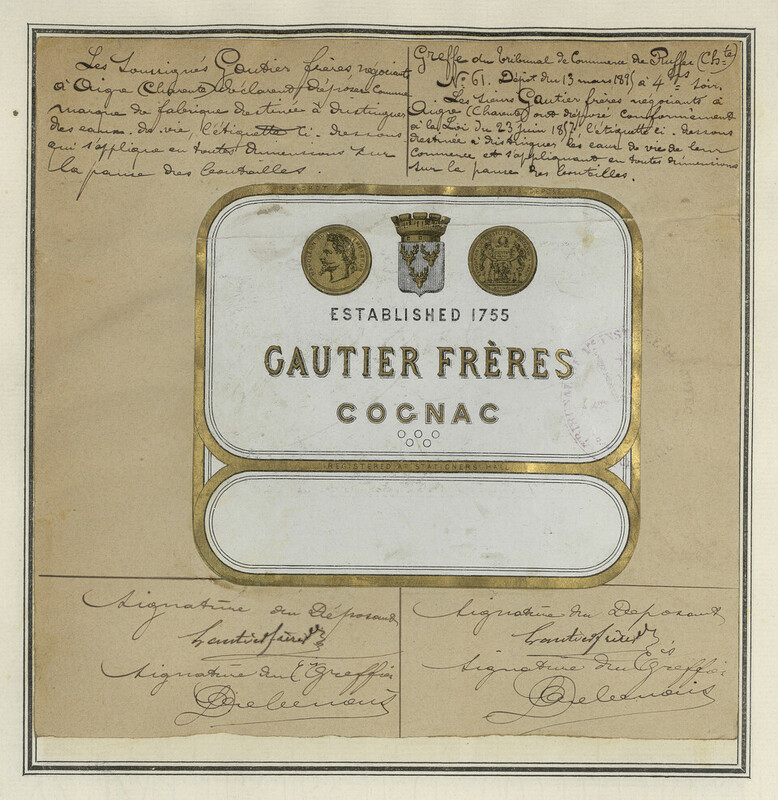 Les Soussignés Gautier frères négociants
à Aigre Charente déclarent déposer comme
marque de fabrique destinée à distinguer
des eaux-de-vie, l'étiquette ci-dessous
qui s'applique en toutes dimensions sur
la panse des bouteilles.
Greffe du Tribunal de Commerce de Ruffec (Chte)
N° 61. Dépôt du 13 mars 1895 à 4 hrs soir.
Les sieurs Gautier frères négociants à
Aigre (Charente) ont déposé conformément
à la Loi du 23 Juin 1857 l'étiquette ci-dessous
destinée à distinguer les eaux de vie de leur
Commerce et s'appliquant en toutes dimensions
sur la panse des bouteilles.
ESTABLISHED 1755
GAUTIER FRÈRES
COGNAC
REGISTERED AT STATIONERS' HALL
Signature du Déposant
Gautier frères
Signature du Greffier
Signature du Déposant
Gautier frères
Signature du Greffier